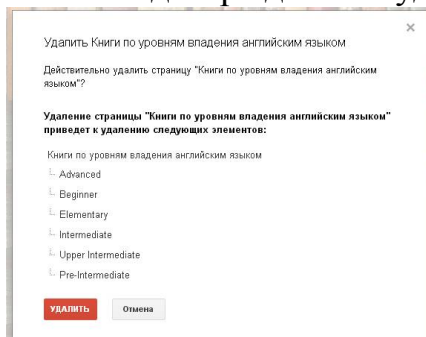 Удалить Книги по уровням владения английским языком
Действительно удалить страницу "Книги по уровням владения английским
языком"?
Удаление страницы "Книги по уровням владения английским языком"
приведет к удалению следующих элементов:
Книги по уровням владения английским языком
Advanced
Beginner
Elementary
Intermediate
Upper Intermediate
Pre-Intermediate
УДАЛИТЬ Отмена